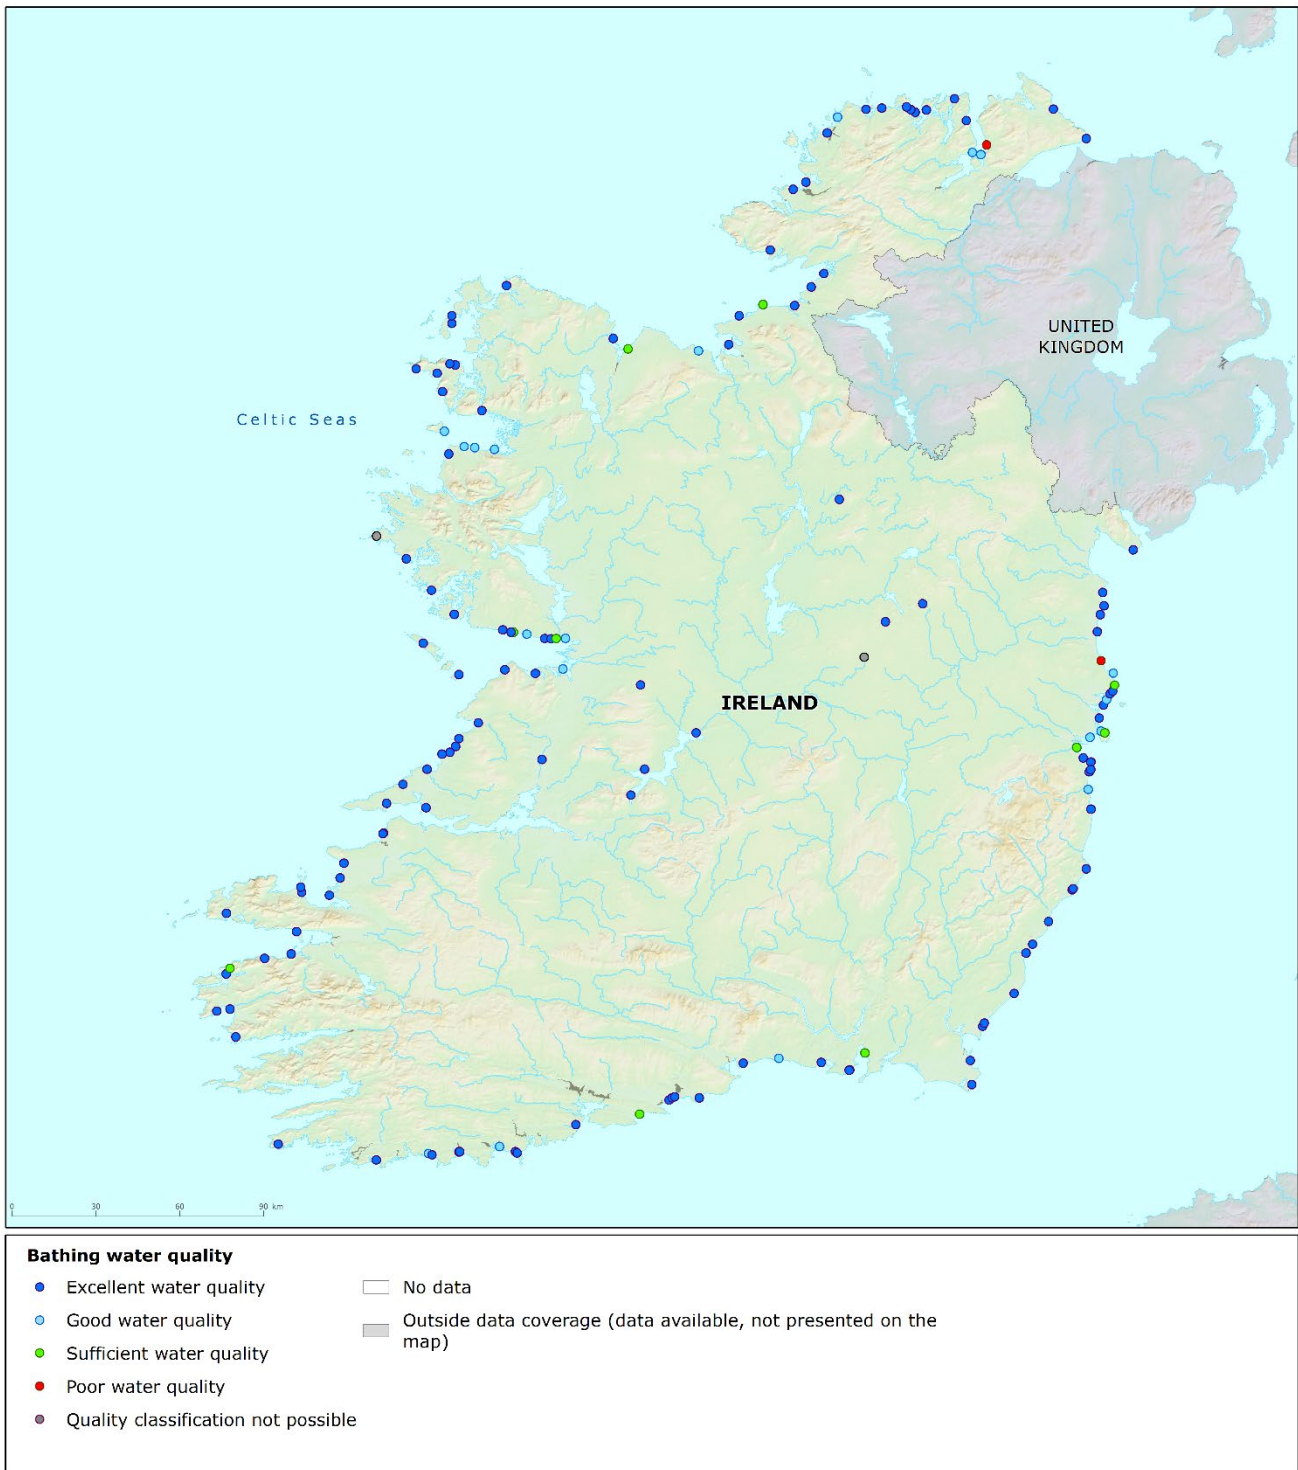 UNITED
KINGDOM
Celtic Seas
IRELAND
0 30 60 90 km
Bathing water quality
Excellent water quality
Good water quality
Sufficient water quality
Poor water quality
Quality classification not possible
No data
Outside data coverage (data available, not presented on the
map)